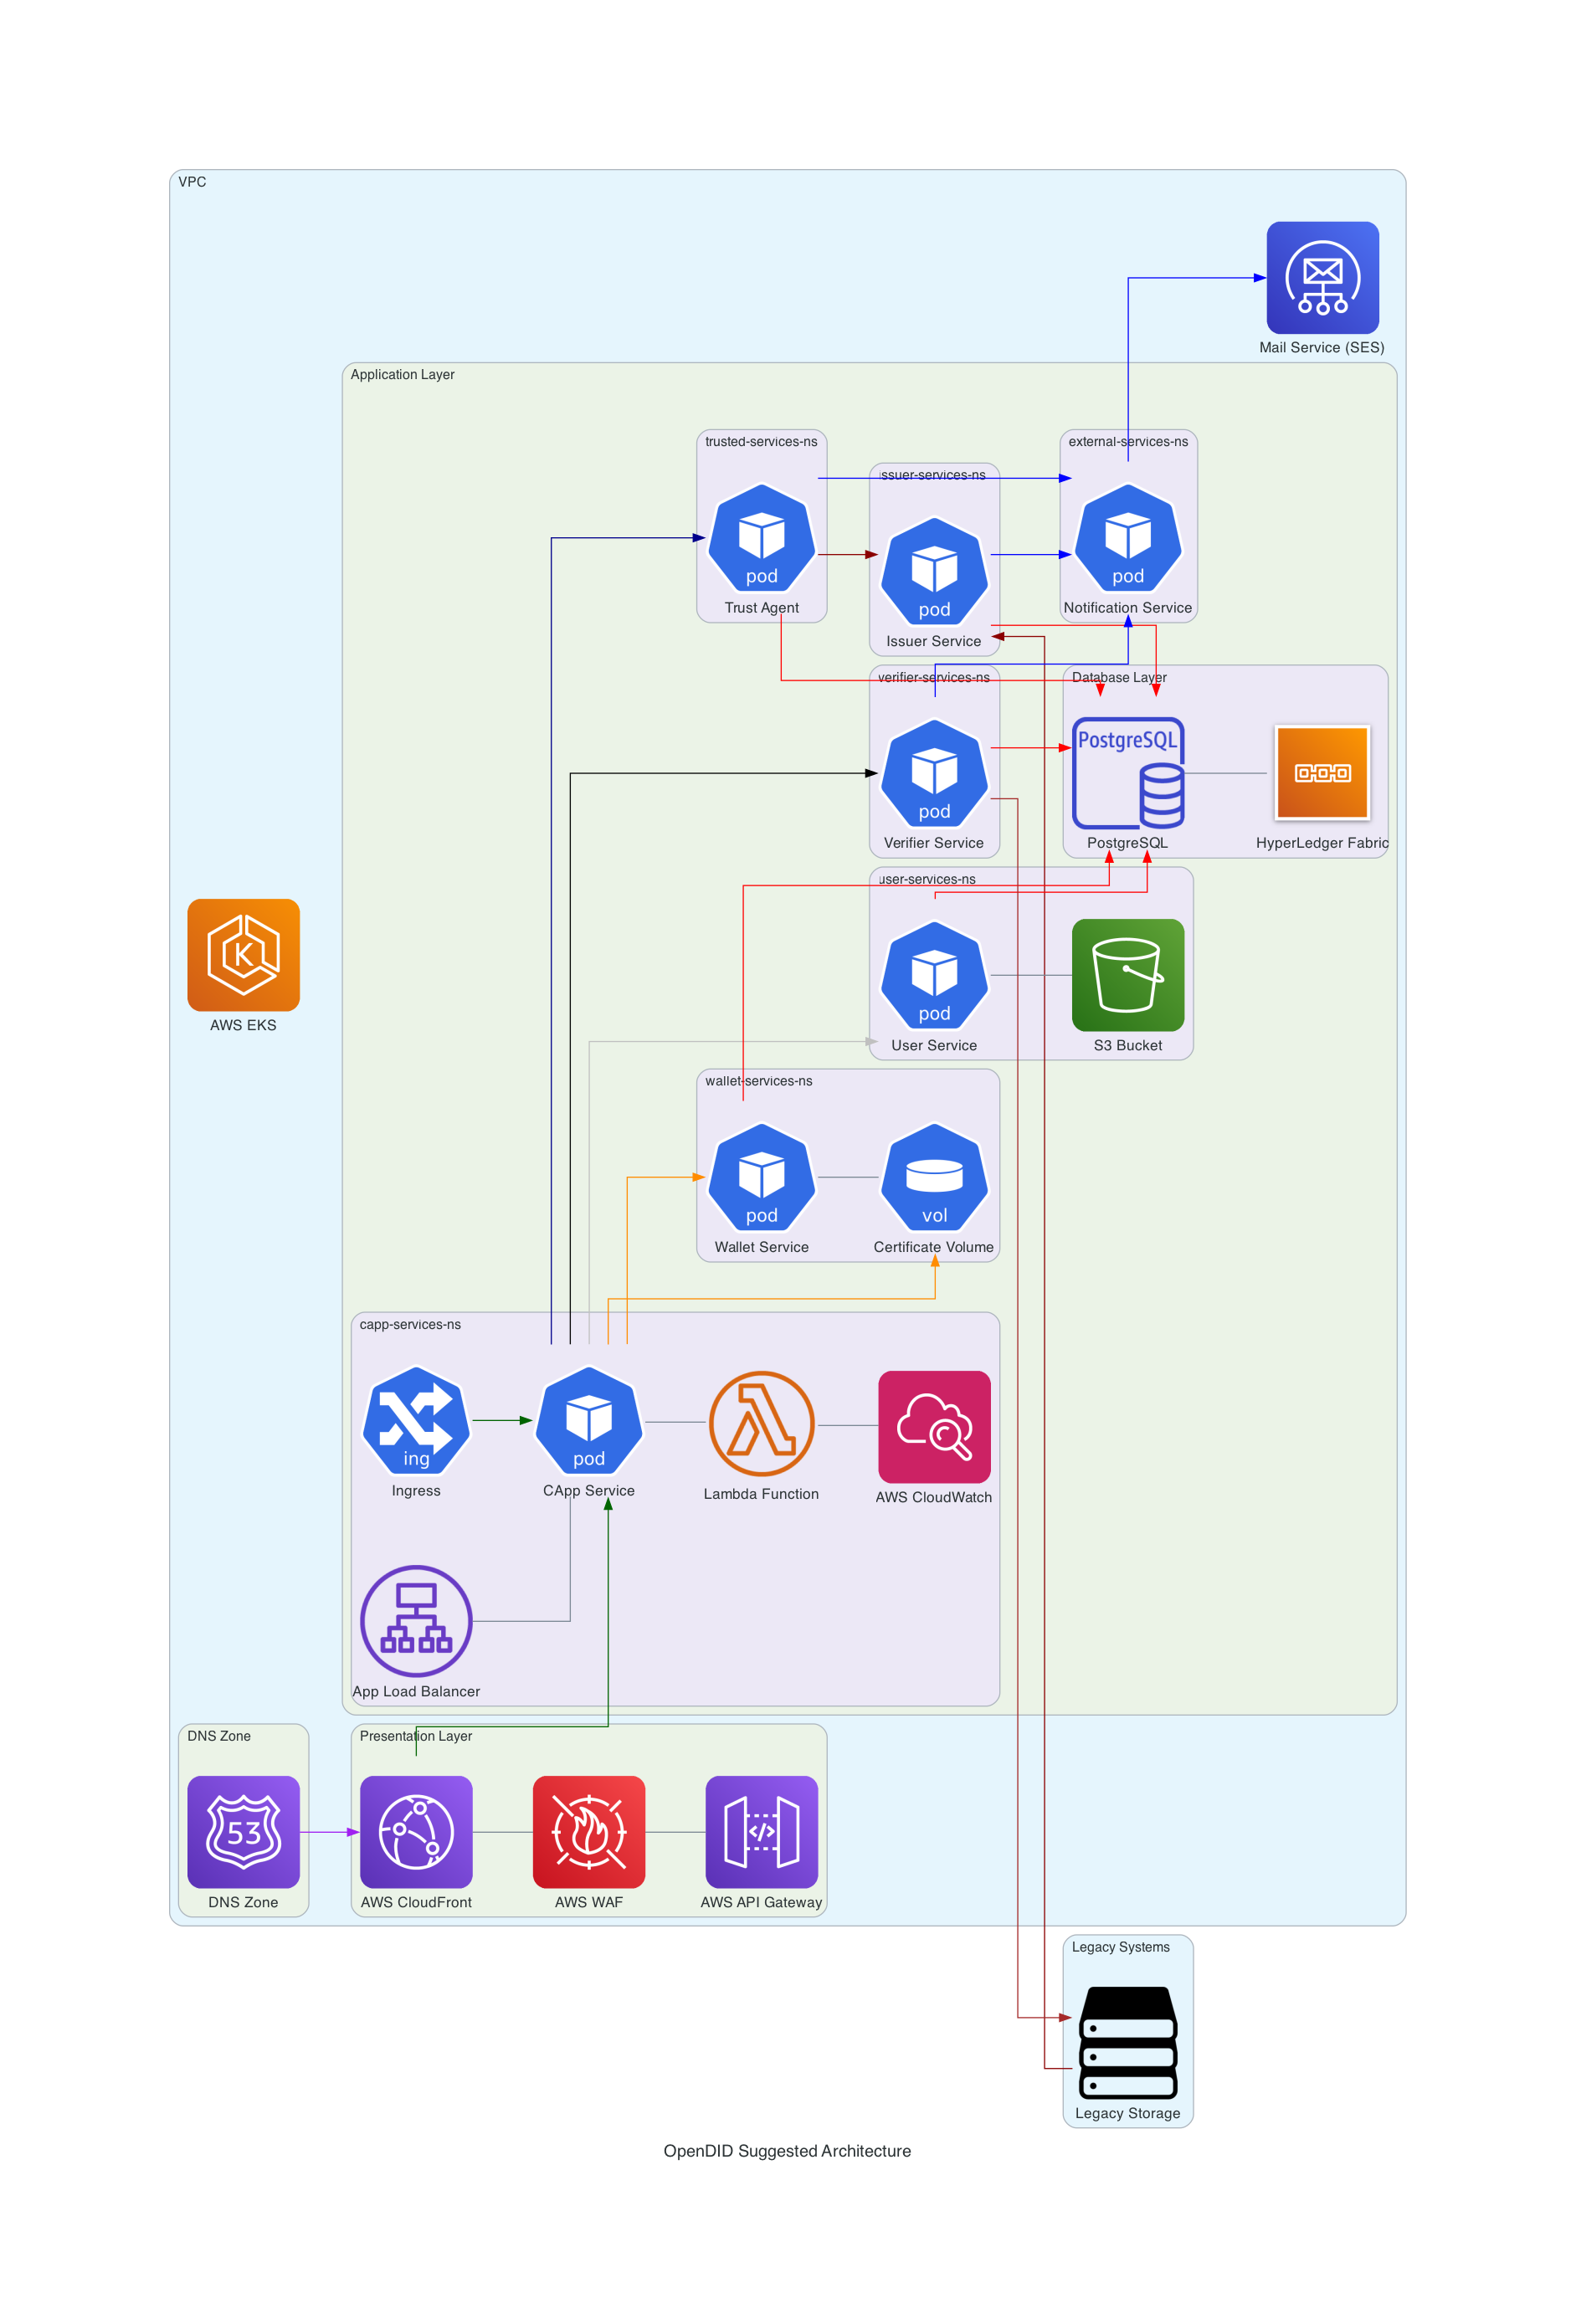 VPC
Mail Service (SES)
Application Layer
trusted-services-ns
pod
Trust Agent
issuer-services-ns
pod
Issuer Service
external-services-ns
pod
Notification Service
verifier-services-ns
pod
Verifier Service
Database Layer
PostgreSQL
PostgreSQL
HyperLedger Fabric
K
AWS EKS
user-services-ns
pod
User Service
S3 Bucket
wallet-services-ns
pod
Wallet Service
vol
Certificate Volume
capp-services-ns
ing
Ingress
pod
CApp Service
Lambda Function
AWS CloudWatch
App Load Balancer
DNS Zone
53
DNS Zone
Presentation Layer
AWS CloudFront
AWS WAF
</>
AWS API Gateway
Legacy Systems
Legacy Storage
OpenDID Suggested Architecture